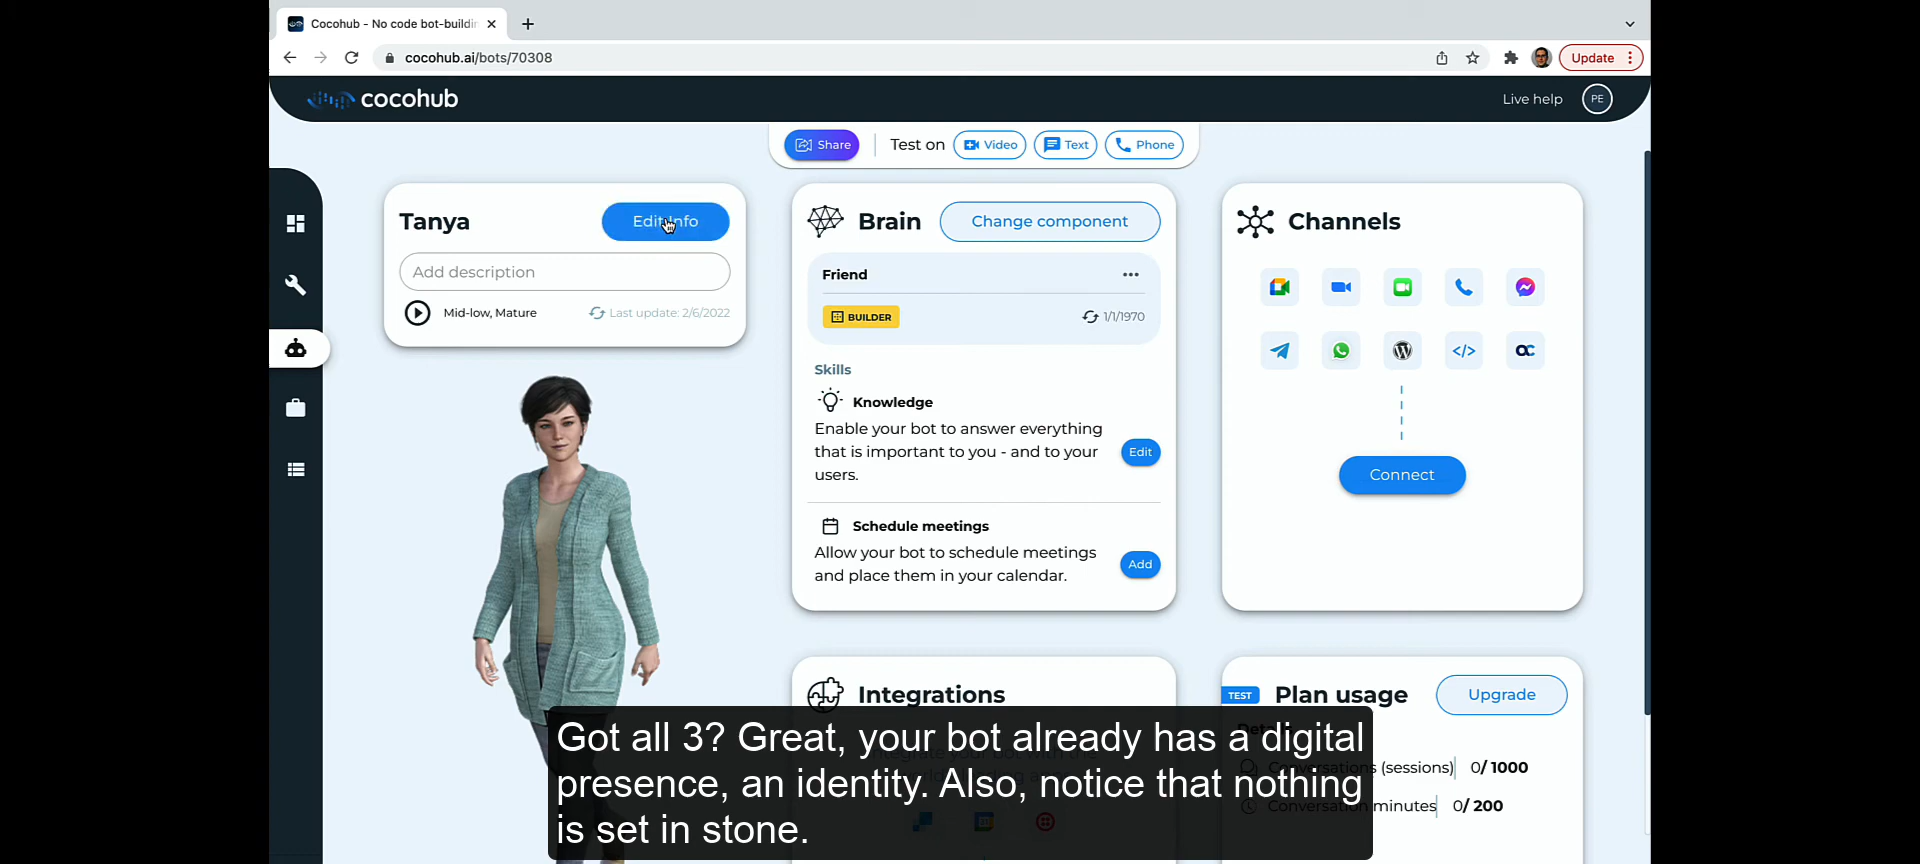 Cocohub - No code bot-buildin
cocohub.ai/bots/70308
Update
cocohub
Live help
PE
Share
Test on
Video
Text
Phone
Tanya
Edit Info
Add description
Mid-low, Mature
Last update: 2/6/2022
Brain
Change component
Friend
BUILDER
1/1/1970
Skills
Knowledge
Enable your bot to answer everything
that is important to you - and to your
users.
Edit
Schedule meetings
Allow your bot to schedule meetings
and place them in your calendar.
Add
Channels
Connect
Integrations
TEST
Plan usage
Upgrade
Conversations (sessions)
0/ 1000
Conversation minutes
0/ 200
Got all 3? Great, your bot already has a digital
presence, an identity. Also, notice that nothing
is set in stone.